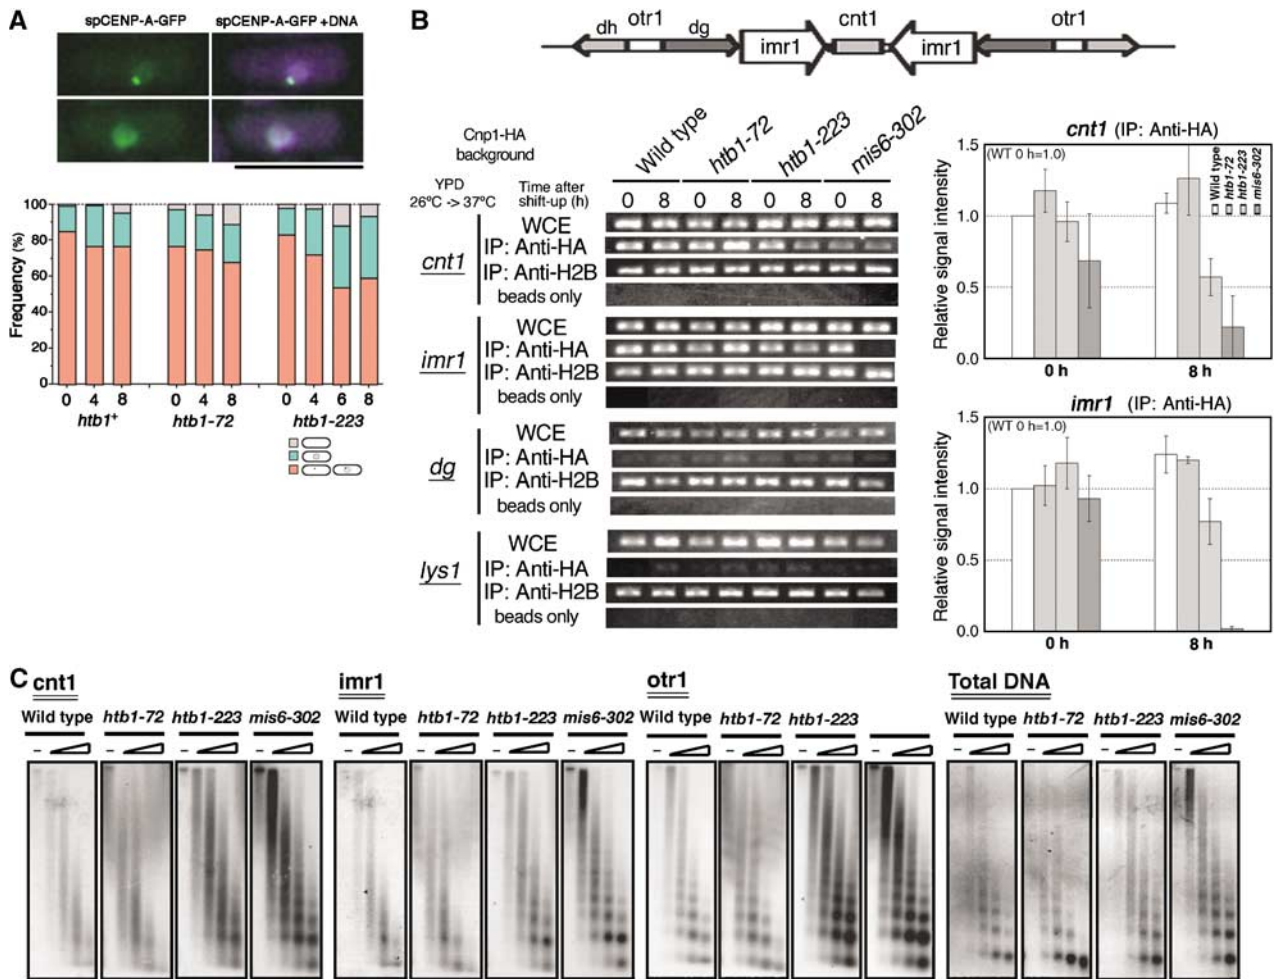 A
spCENP-A-GFP
spCENP-A-GFP +DNA
Frequency (%)
100
80
60
40
20
0
0 4 8
0 4 8
0 4 6 8
htb1+
htb1-72
htb1-223
B
otr1
cnt1
otr1
dh
dg
imr1
imr1
Cnp1-HA
background
Wild type
htb1-72
htb1-223
mis6-302
YPD
26ºC -> 37ºC
Time after
shift-up (h)
0 8 0 8 0 8 0 8
cnt1
WCE
IP: Anti-HA
IP: Anti-H2B
beads only
imr1
WCE
IP: Anti-HA
IP: Anti-H2B
beads only
dg
WCE
IP: Anti-HA
IP: Anti-H2B
beads only
lys1
WCE
IP: Anti-HA
IP: Anti-H2B
beads only
cnt1 (IP: Anti-HA)
(WT 0 h=1.0)
Wild type
htb1-72
htb1-223
mis6-302
Relative signal intensity
1.5
1.0
0.5
0.0
0 h
8 h
imr1 (IP: Anti-HA)
(WT 0 h=1.0)
Relative signal intensity
1.5
1.0
0.5
0.0
0 h
8 h
C
cnt1
Wild type htb1-72 htb1-223 mis6-302
– – – –
imr1
Wild type htb1-72 htb1-223 mis6-302
– – – –
otr1
Wild type htb1-72 htb1-223
– – – –
Total DNA
Wild type htb1-72 htb1-223 mis6-302
– – – –